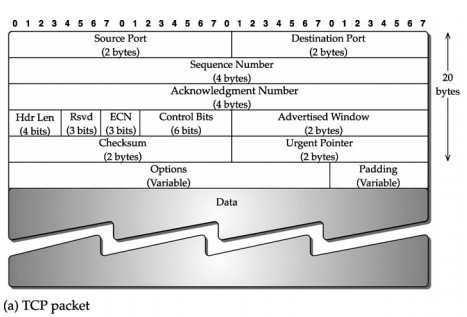 0 1 2 3 4 5 6 7 0 1 2 3 4 5 6 7 0 1 2 3 4 5 6 7 0 1 2 3 4 5 6 7
Source Port
(2 bytes)
Destination Port
(2 bytes)
Sequence Number
(4 bytes)
Acknowledgment Number
(4 bytes)
Hdr Len
(4 bits)
Rsvd
(3 bits)
ECN
(3 bits)
Control Bits
(6 bits)
Advertised Window
(2 bytes)
Checksum
(2 bytes)
Urgent Pointer
(2 bytes)
20
bytes
Options
(Variable)
Padding
(Variable)
Data
(a) TCP packet